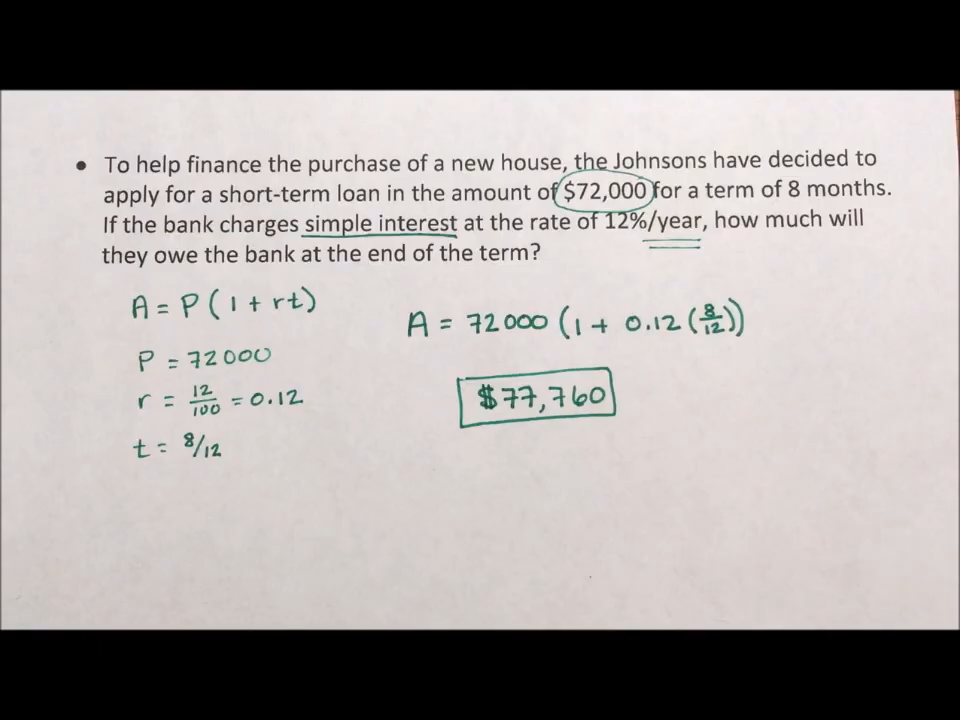 • To help finance the purchase of a new house, the Johnsons have decided to
apply for a short-term loan in the amount of $72,000 for a term of 8 months.
If the bank charges simple interest at the rate of 12%/year, how much will
they owe the bank at the end of the term?
A = P (1 + rt)
P = 72000
r = 12/100 = 0.12
t = 8/12
A = 72000 (1 + 0.12 (8/12))
$77,760